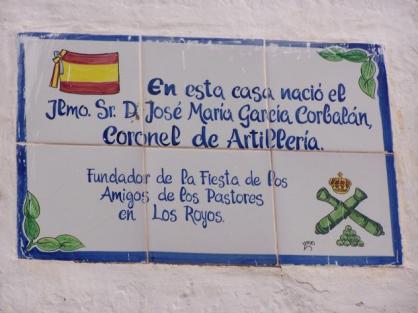 En esta casa nació el
Ilmo. Sr. D. José María García Corbalán,
Coronel de Artillería.
Fundador de la Fiesta de los
Amigos de los Pastores
en Los Royos.